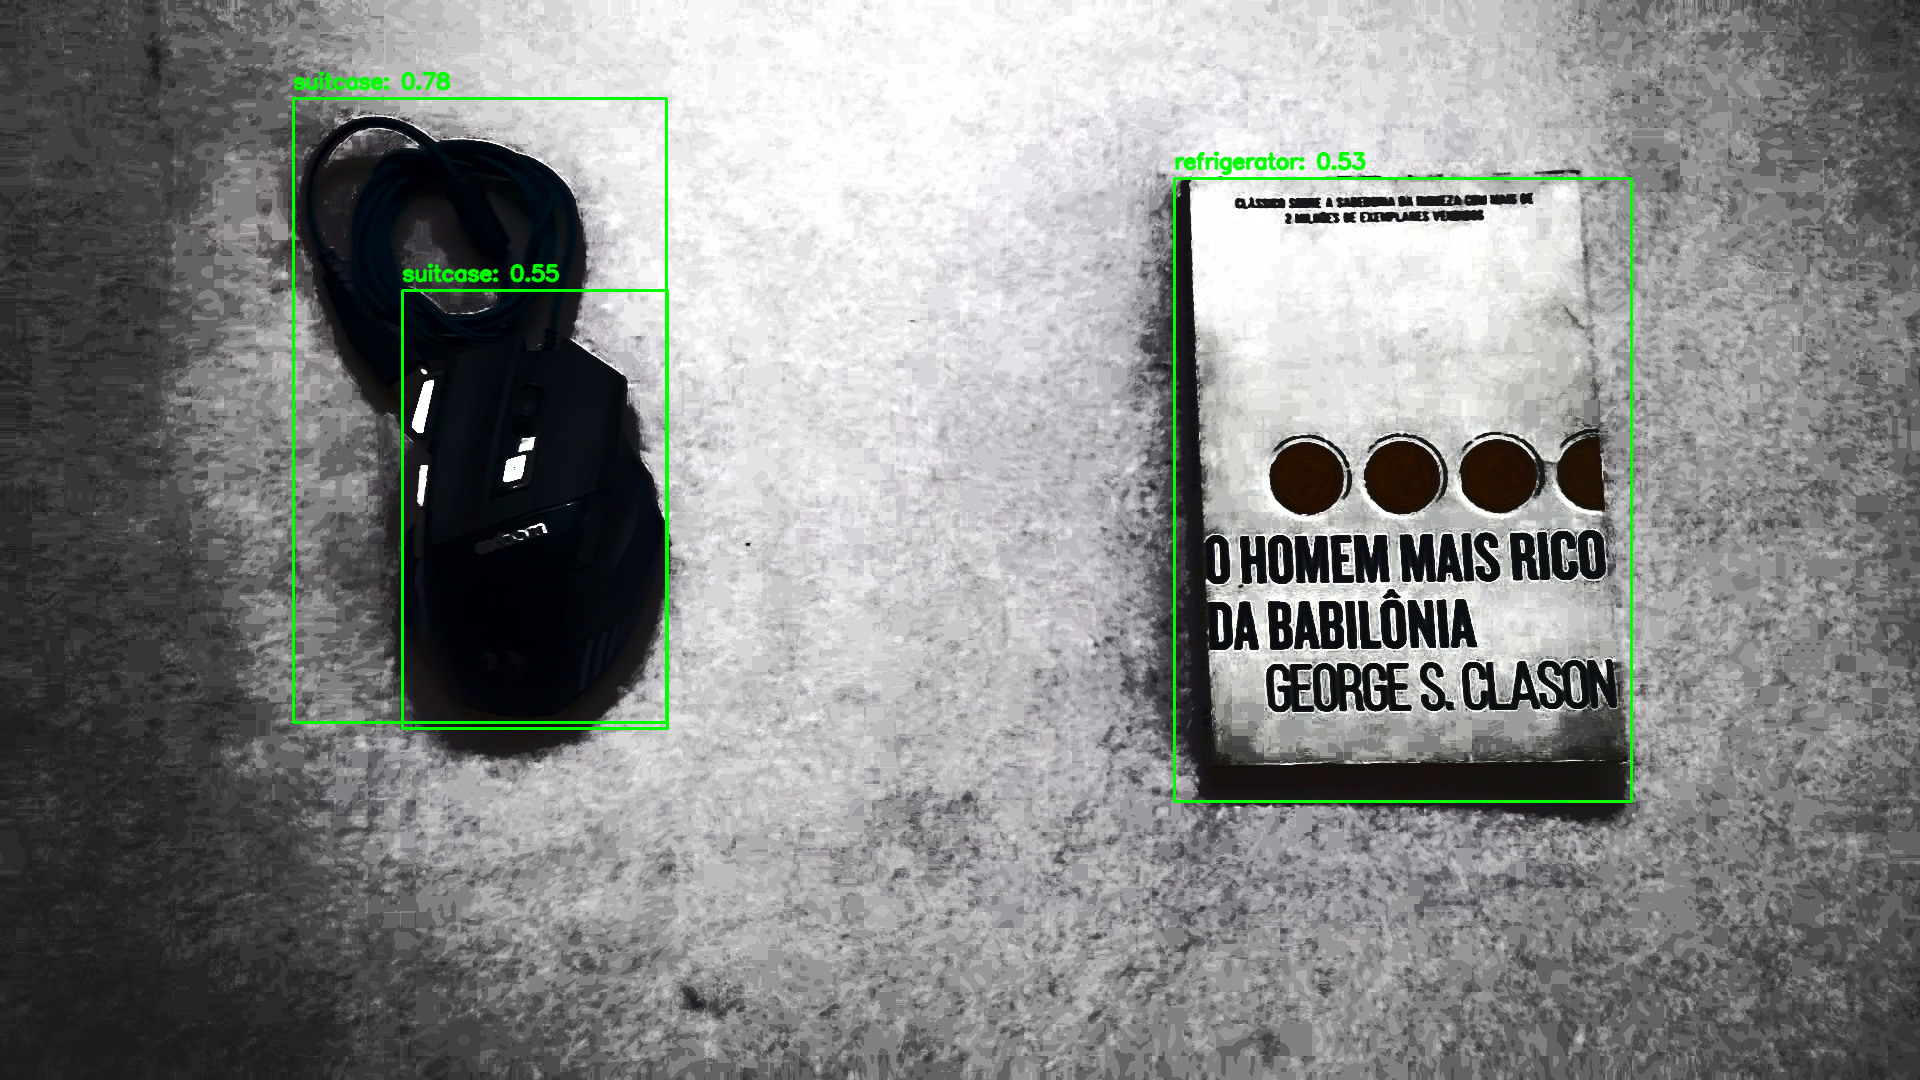 suitcase: 0.78
suitcase: 0.55
refrigerator: 0.53
CLÁSSICO SOBRE A SABEDORIA DA RIQUEZA COM MAIS DE
2 MILHÕES DE EXEMPLARES VENDIDOS
O HOMEM MAIS RICO
DA BABILÔNIA
GEORGE S. CLASON